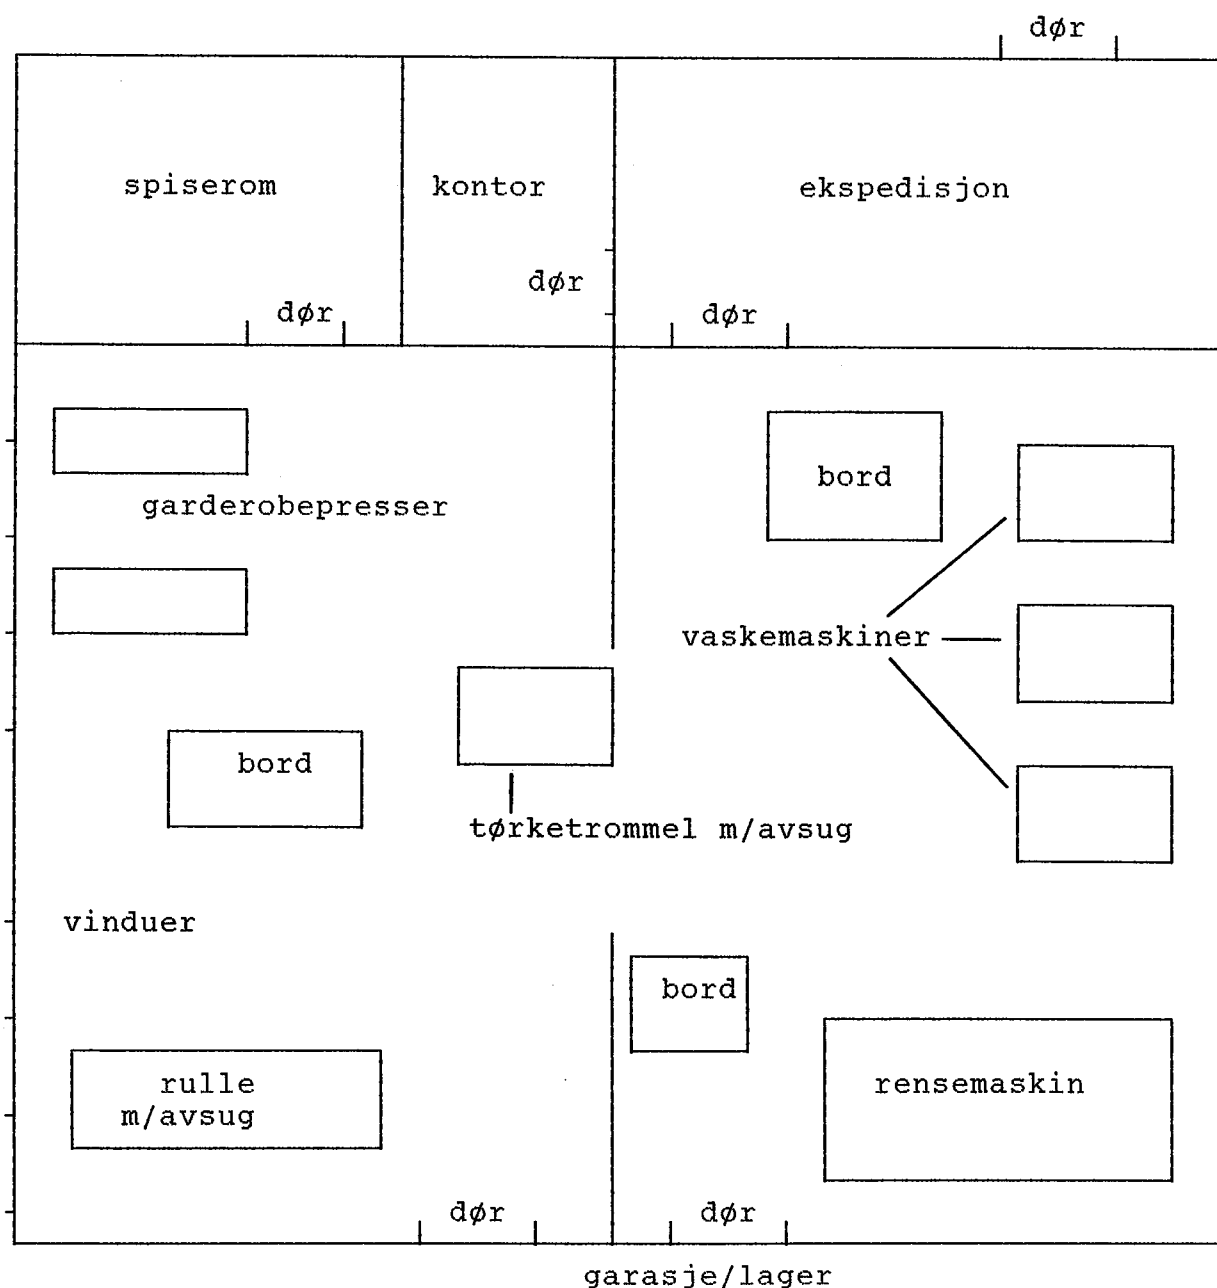 dør
spiserom
kontor
ekspedisjon
dør
dør
dør
garderobepresser
bord
vaskemaskiner
bord
tørketrommel m/avsug
vinduer
bord
rulle
m/avsug
rensemaskin
dør
dør
garasje/lager